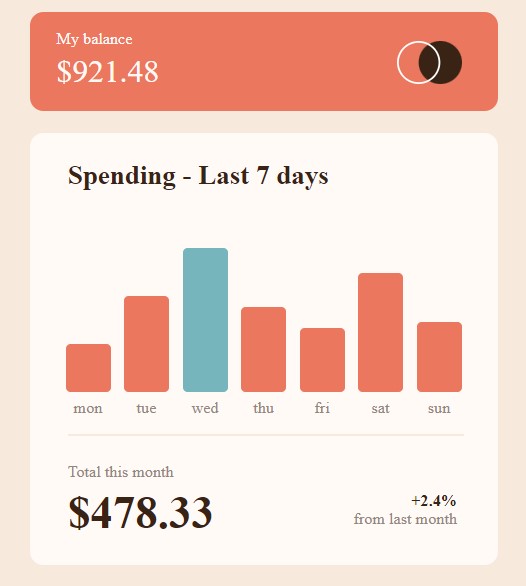 My balance
$921.48
Spending - Last 7 days
mon tue wed thu fri sat sun
Total this month
$478.33
+2.4%
from last month